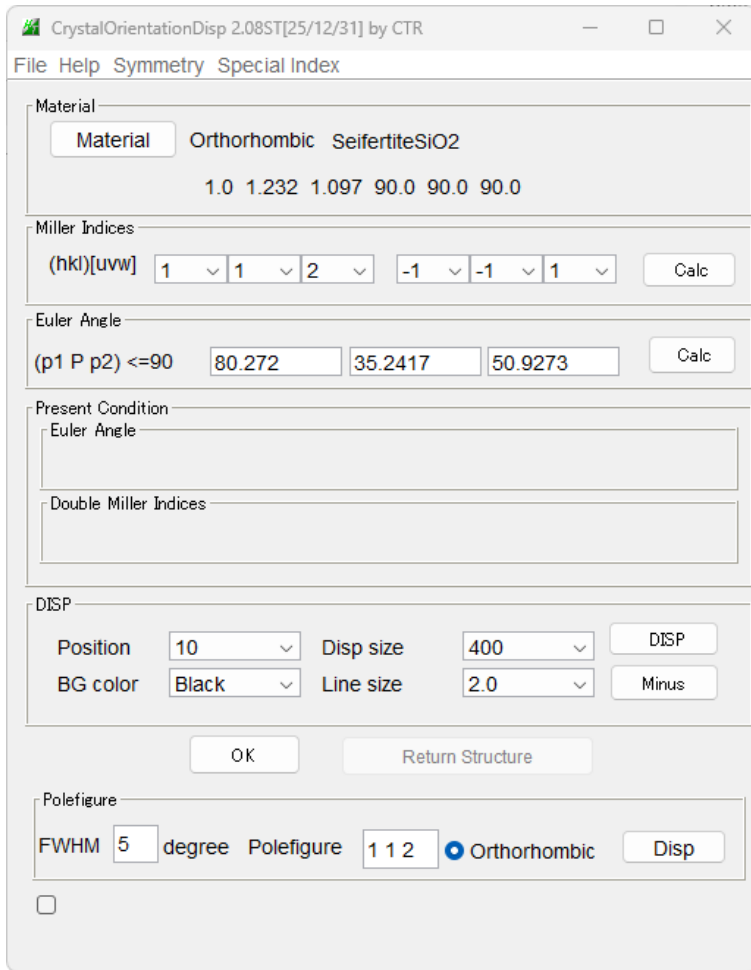 CrystalOrientationDisp 2.08ST[25/12/31] by CTR
File Help Symmetry Special Index
Material
Material Orthorhombic SeifertiteSiO2
1.0 1.232 1.097 90.0 90.0 90.0
Miller Indices
(hkl)[uvw] 1 1 2 -1 -1 1 Calc
Euler Angle
(p1 P p2) <=90 80.272 35.2417 50.9273 Calc
Present Condition
Euler Angle
Double Miller Indices
DISP
Position 10 Disp size 400 DISP
BG color Black Line size 2.0 Minus
OK Return Structure
Polefigure
FWHM 5 degree Polefigure 1 1 2 Orthorhombic Disp